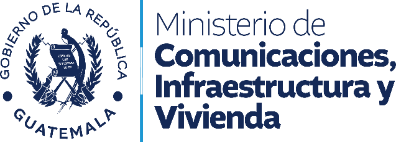 GOBIERNO DE LA REPÚBLICA
GUATEMALA
Ministerio de
Comunicaciones,
Infraestructura y
Vivienda